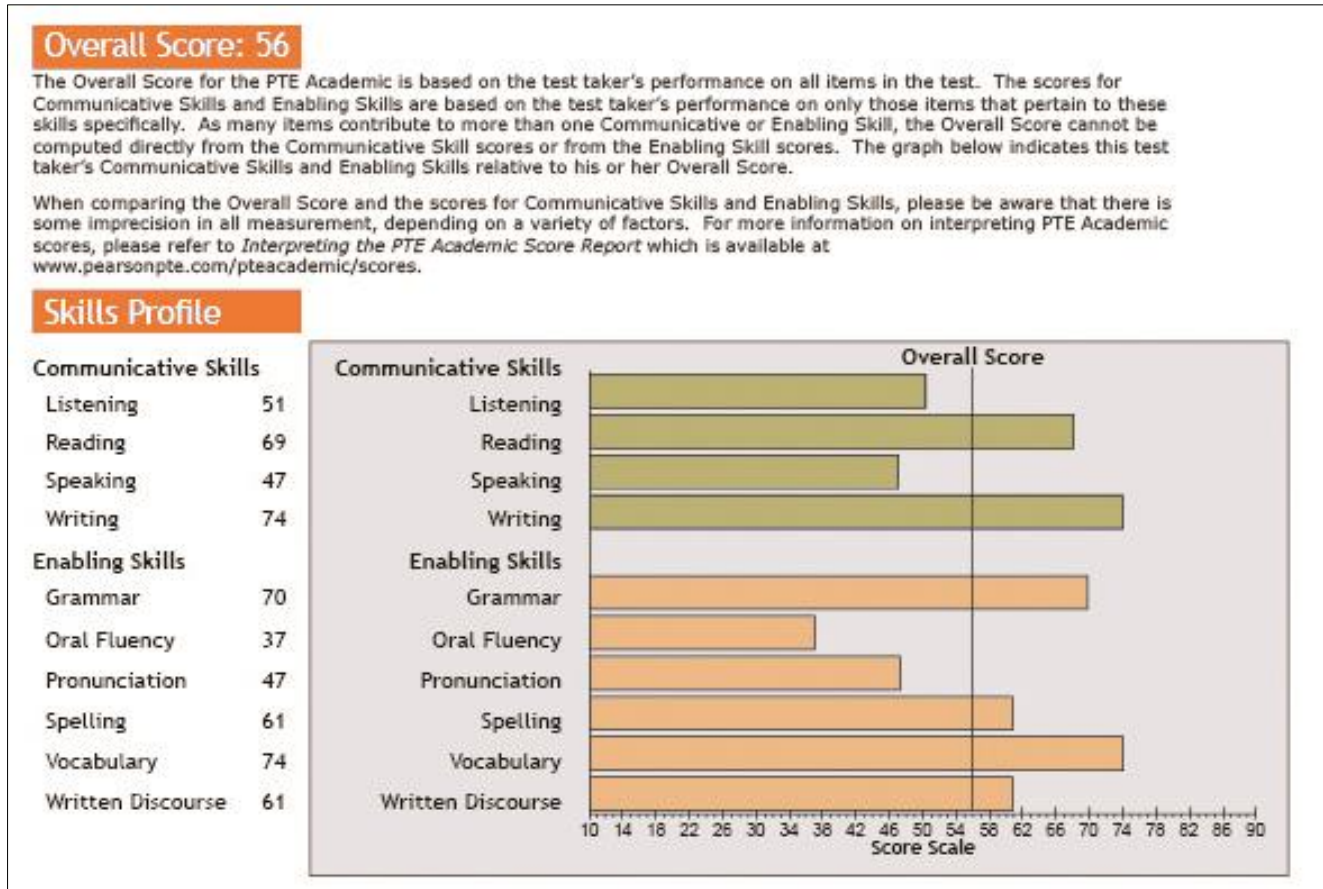 Overall Score: 56
The Overall Score for the PTE Academic is based on the test taker's performance on all items in the test.  The scores for
Communicative Skills and Enabling Skills are based on the test taker's performance on only those items that pertain to these
skills specifically.  As many items contribute to more than one Communicative or Enabling Skill, the Overall Score cannot be
computed directly from the Communicative Skill scores or from the Enabling Skill scores.  The graph below indicates this test
taker's Communicative Skills and Enabling Skills relative to his or her Overall Score.
When comparing the Overall Score and the scores for Communicative Skills and Enabling Skills, please be aware that there is
some imprecision in all measurement, depending on a variety of factors.  For more information on interpreting PTE Academic
scores, please refer to Interpreting the PTE Academic Score Report which is available at
www.pearsonpte.com/pteacademic/scores.
Skills Profile
Communicative Skills
Listening 51
Reading 69
Speaking 47
Writing 74
Enabling Skills
Grammar 70
Oral Fluency 37
Pronunciation 47
Spelling 61
Vocabulary 74
Written Discourse 61
Overall Score
Communicative Skills
Listening
Reading
Speaking
Writing
Enabling Skills
Grammar
Oral Fluency
Pronunciation
Spelling
Vocabulary
Written Discourse
10 14 18 22 26 30 34 38 42 46 50 54 58 62 66 70 74 78 82 86 90
Score Scale